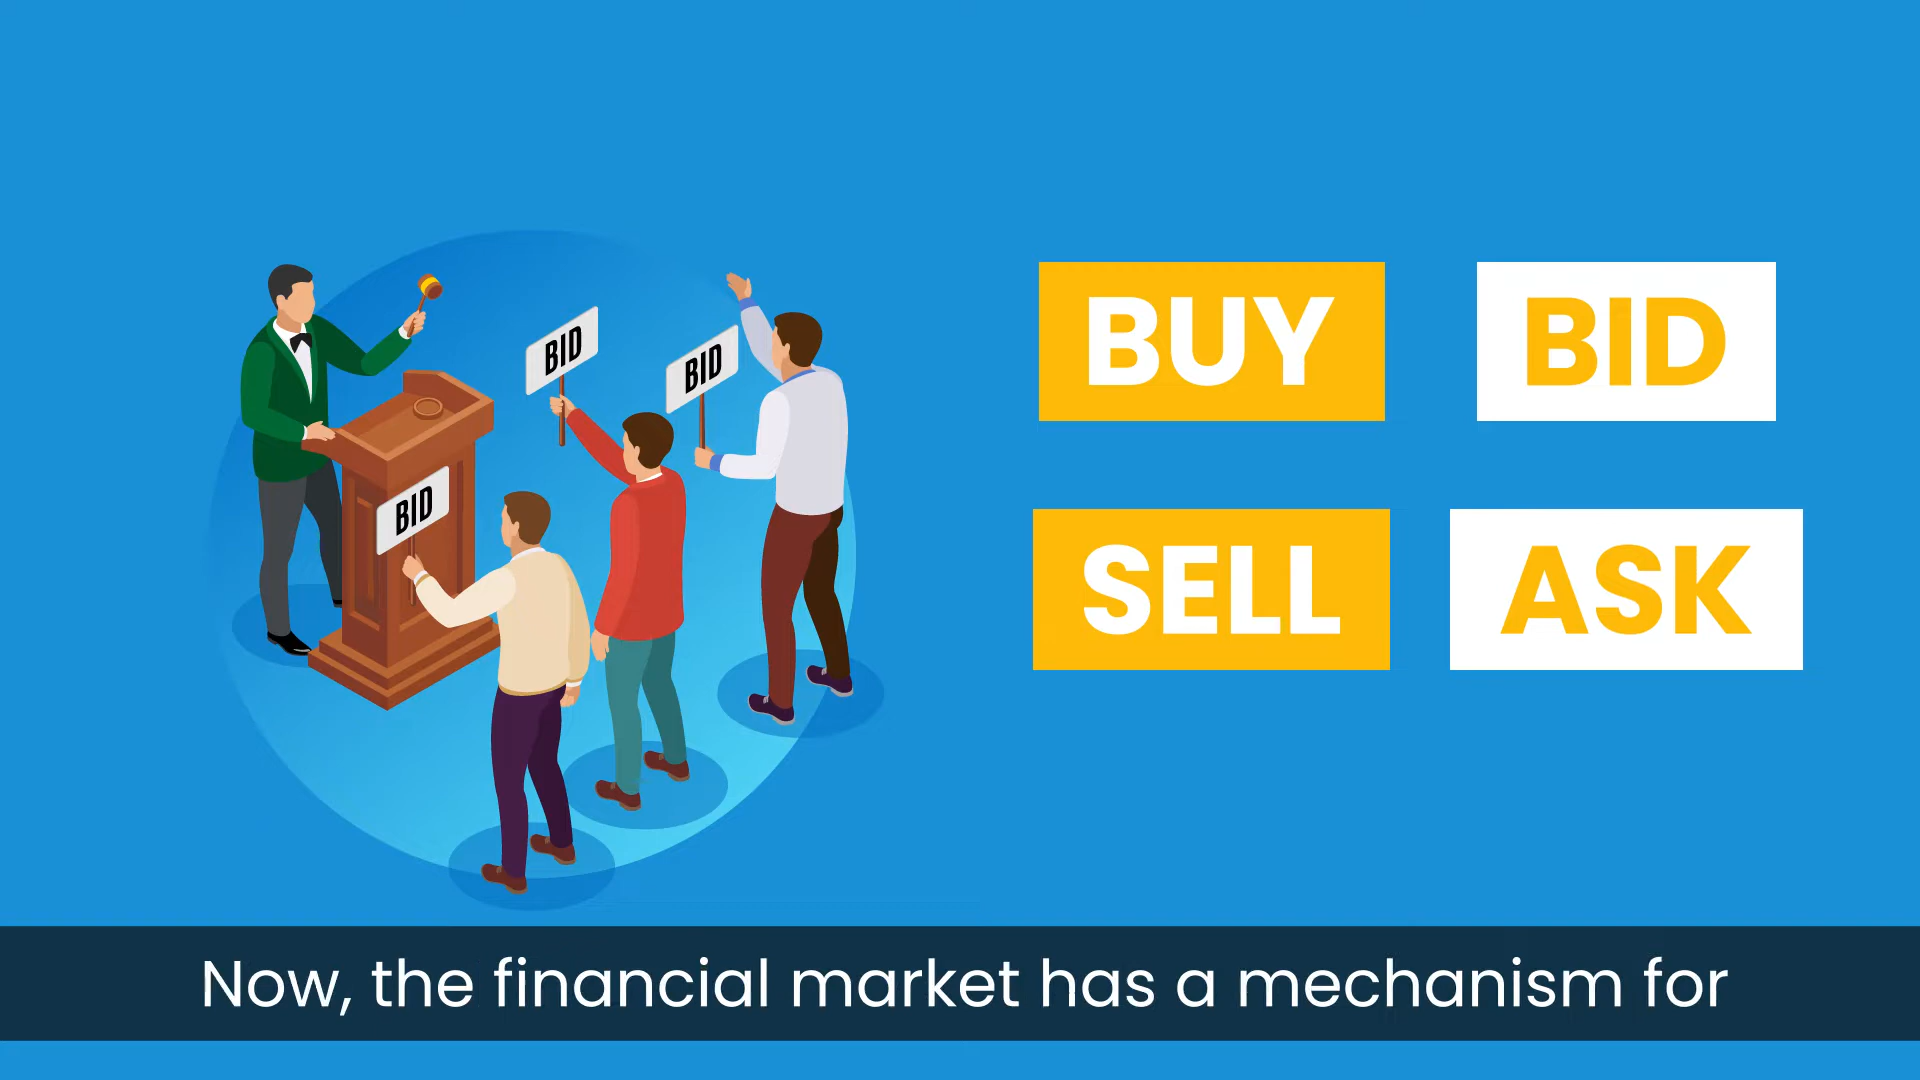 BID
BID
BID
BUY
BID
SELL
ASK
Now, the financial market has a mechanism for